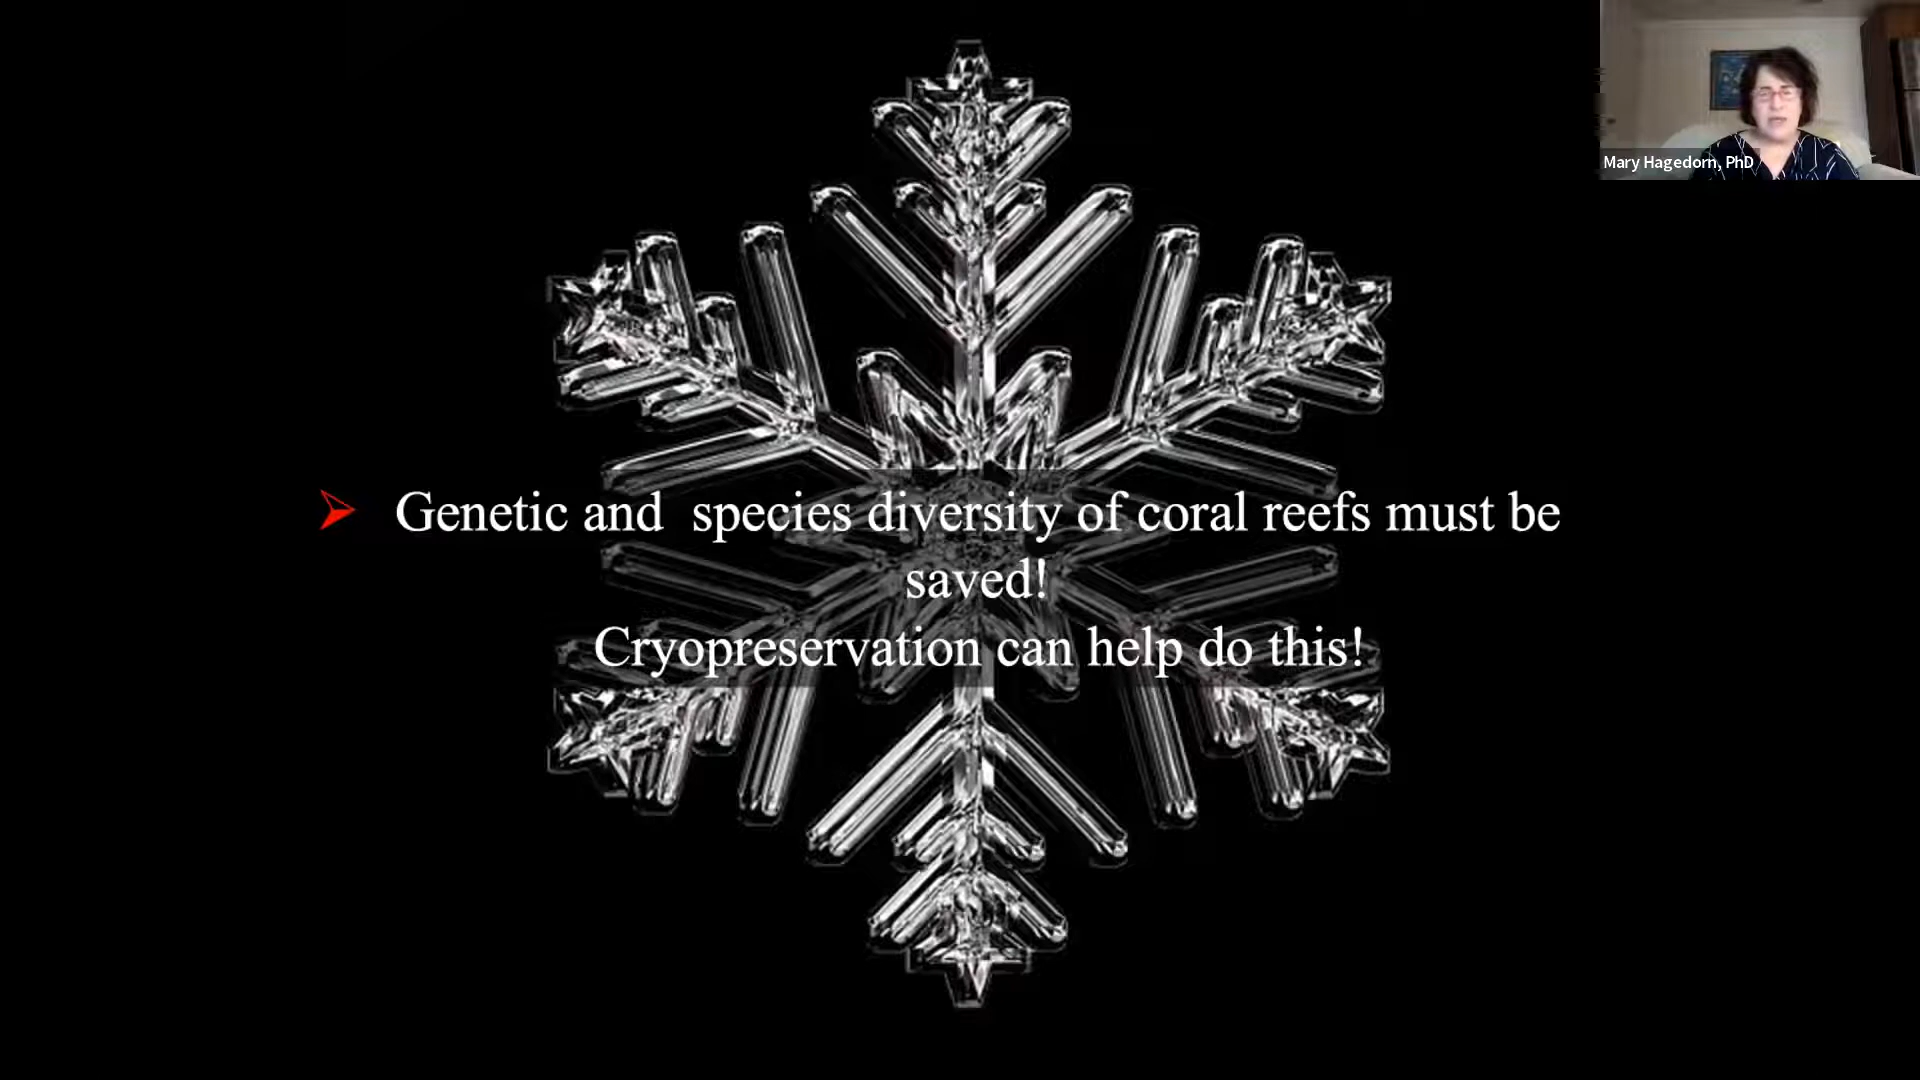 Mary Hagedorn, PhD
Genetic and  species diversity of coral reefs must be
saved!
Cryopreservation can help do this!